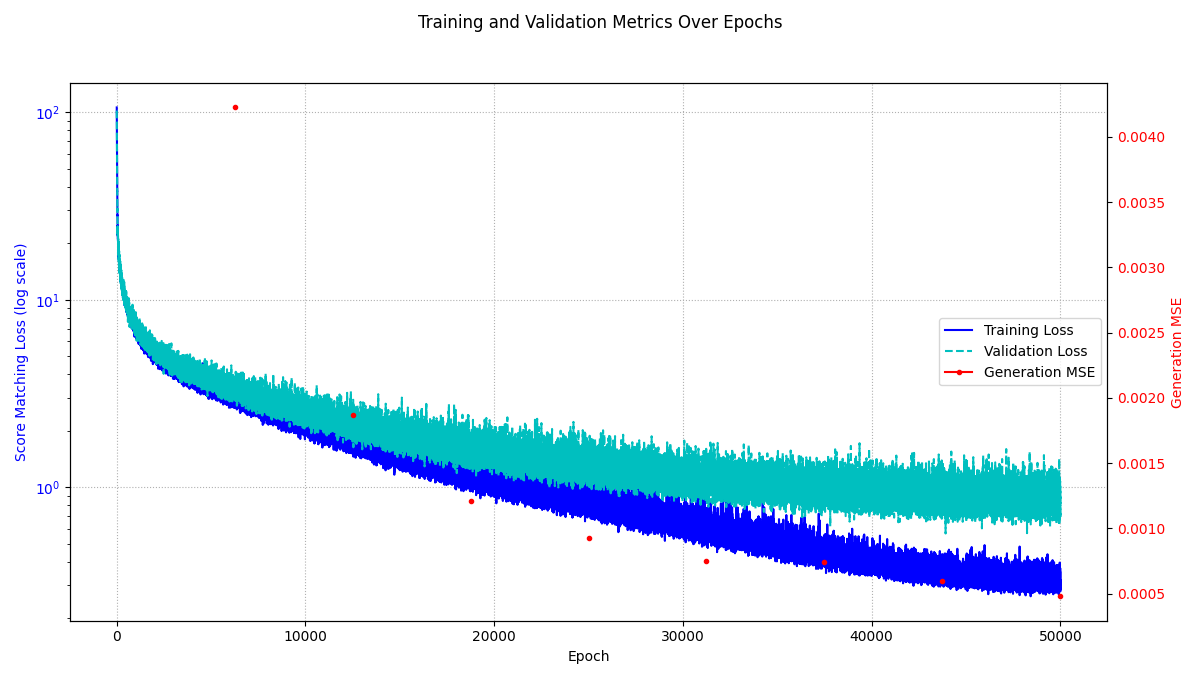 Training and Validation Metrics Over Epochs
Score Matching Loss (log scale)
10²
10¹
10⁰
0.0040
0.0035
0.0030
0.0025
0.0020
0.0015
0.0010
0.0005
Generation MSE
Training Loss
Validation Loss
Generation MSE
0 10000 20000 30000 40000 50000
Epoch